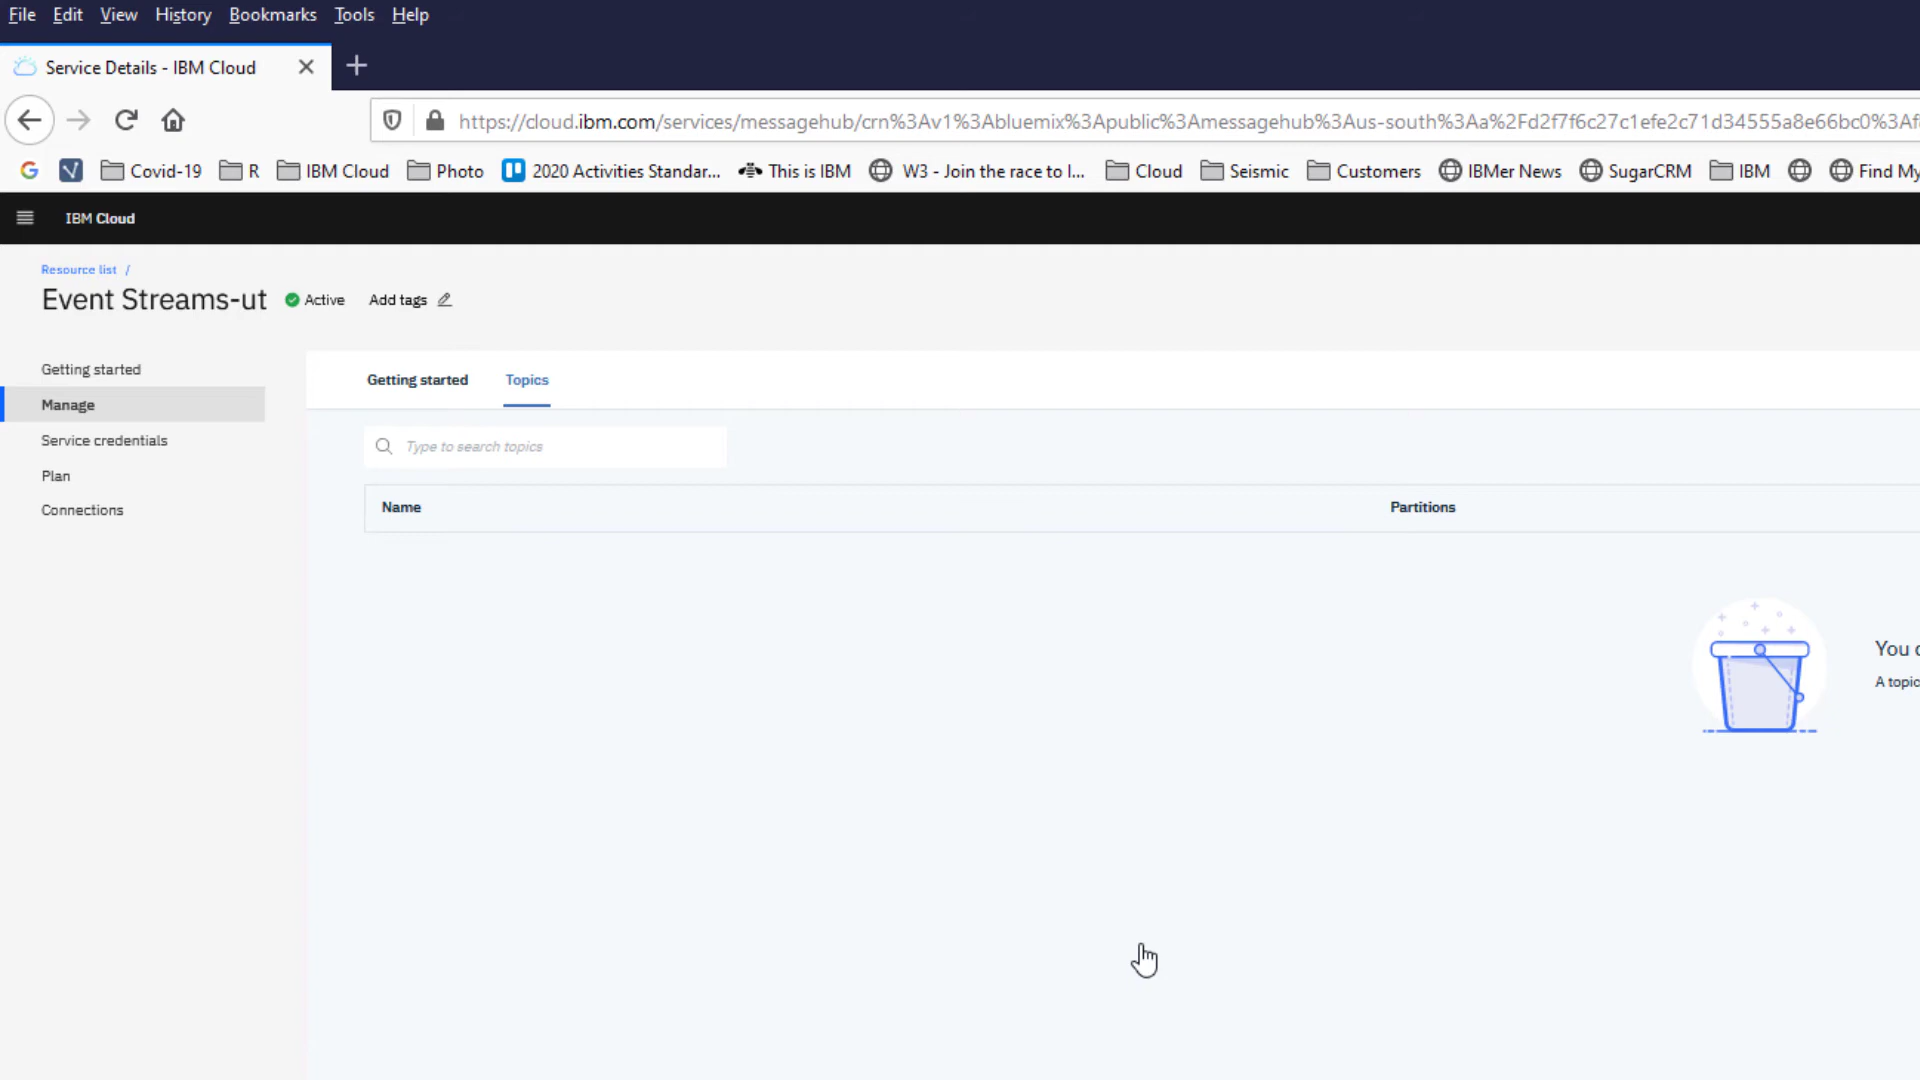 File Edit View History Bookmarks Tools Help
Service Details - IBM Cloud
https://cloud.ibm.com/services/messagehub/crn%3Av1%3Abluemix%3Apublic%3Amessagehub%3Aus-south%3Aa%2Fd2f7f6c27c1efe2c71d34555a8e66bc0%3Af
Covid-19 R IBM Cloud Photo 2020 Activities Standar... This is IBM W3 - Join the race to I... Cloud Seismic Customers IBMer News SugarCRM IBM Find My
IBM Cloud
Resource list /
Event Streams-ut Active Add tags
Getting started
Manage
Service credentials
Plan
Connections
Getting started Topics
Type to search topics
Name Partitions
You
A topic